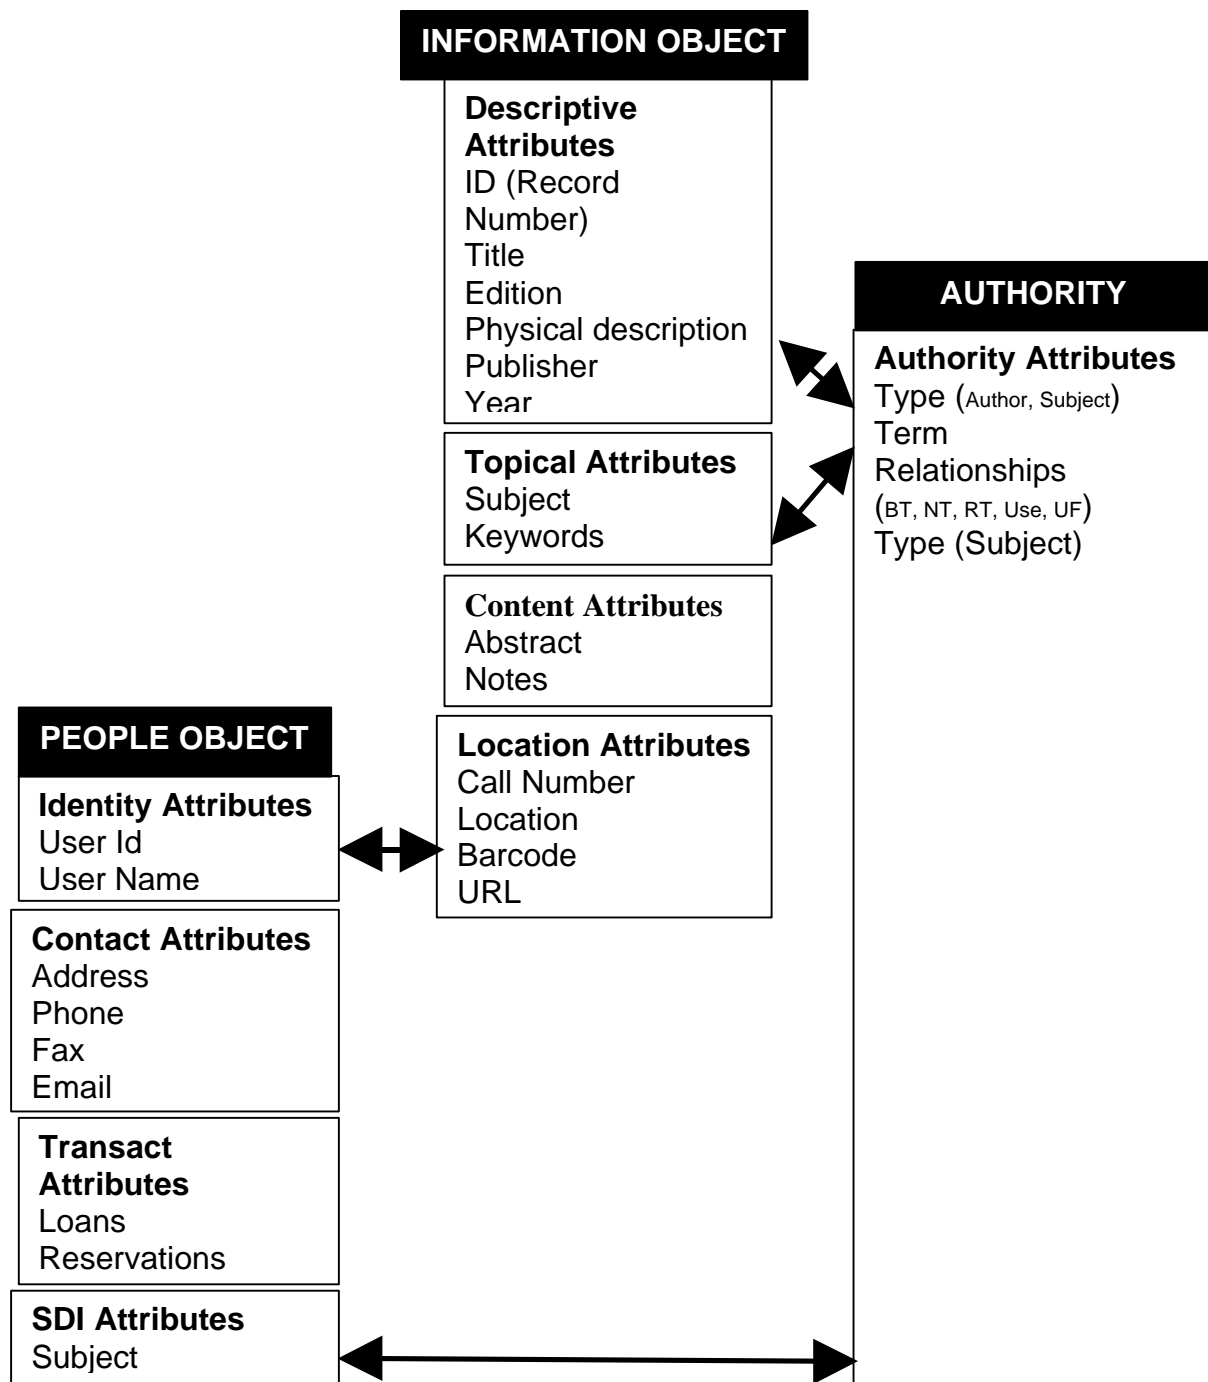 INFORMATION OBJECT
Descriptive
Attributes
ID (Record
Number)
Title
Edition
Physical description
Publisher
Year
Topical Attributes
Subject
Keywords
Content Attributes
Abstract
Notes
Location Attributes
Call Number
Location
Barcode
URL
AUTHORITY
Authority Attributes
Type (Author, Subject)
Term
Relationships
(BT, NT, RT, Use, UF)
Type (Subject)
PEOPLE OBJECT
Identity Attributes
User Id
User Name
Contact Attributes
Address
Phone
Fax
Email
Transact
Attributes
Loans
Reservations
SDI Attributes
Subject